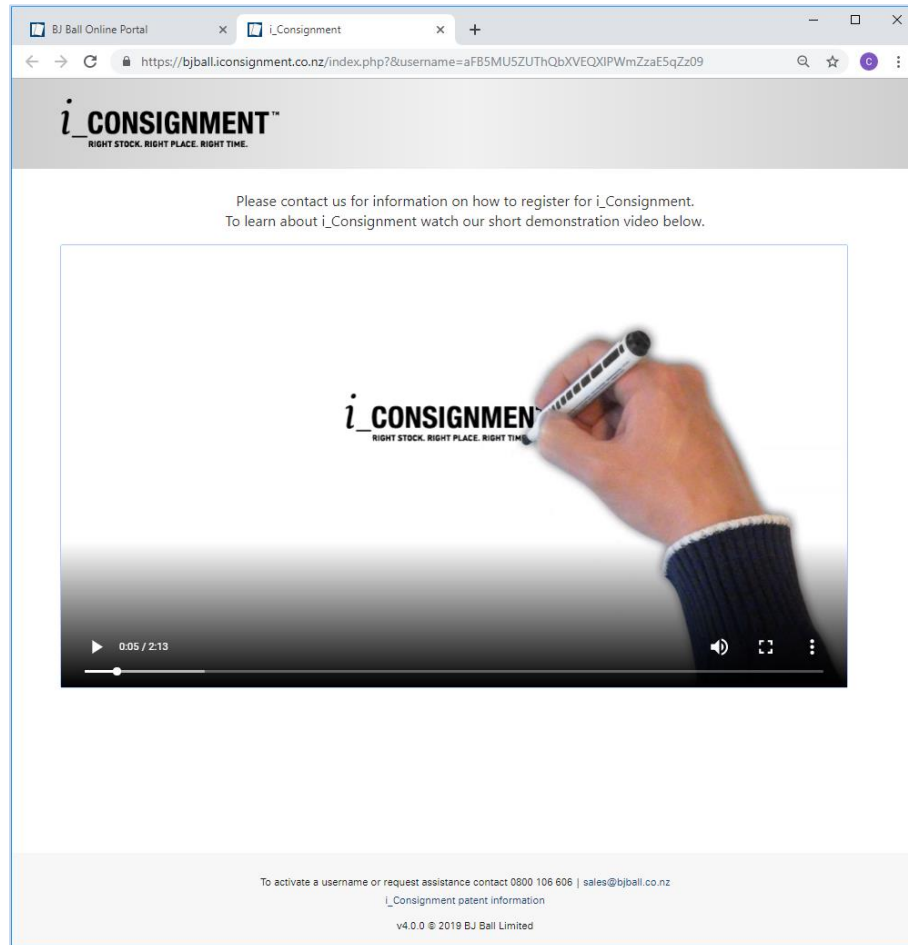 BJ Ball Online Portal
i_Consignment
https://bjball.iconsignment.co.nz/index.php?&username=aFB5MU5ZUThQbXVEQXlPWmZzaE5qZz09
C
i_CONSIGNMENT™
RIGHT STOCK. RIGHT PLACE. RIGHT TIME.
Please contact us for information on how to register for i_Consignment.
To learn about i_Consignment watch our short demonstration video below.
i_CONSIGNMENT
RIGHT STOCK. RIGHT PLACE. RIGHT TIM
0:05 / 2:13
To activate a username or request assistance contact 0800 106 606 | sales@bjball.co.nz
i_Consignment patent information
v4.0.0 © 2019 BJ Ball Limited